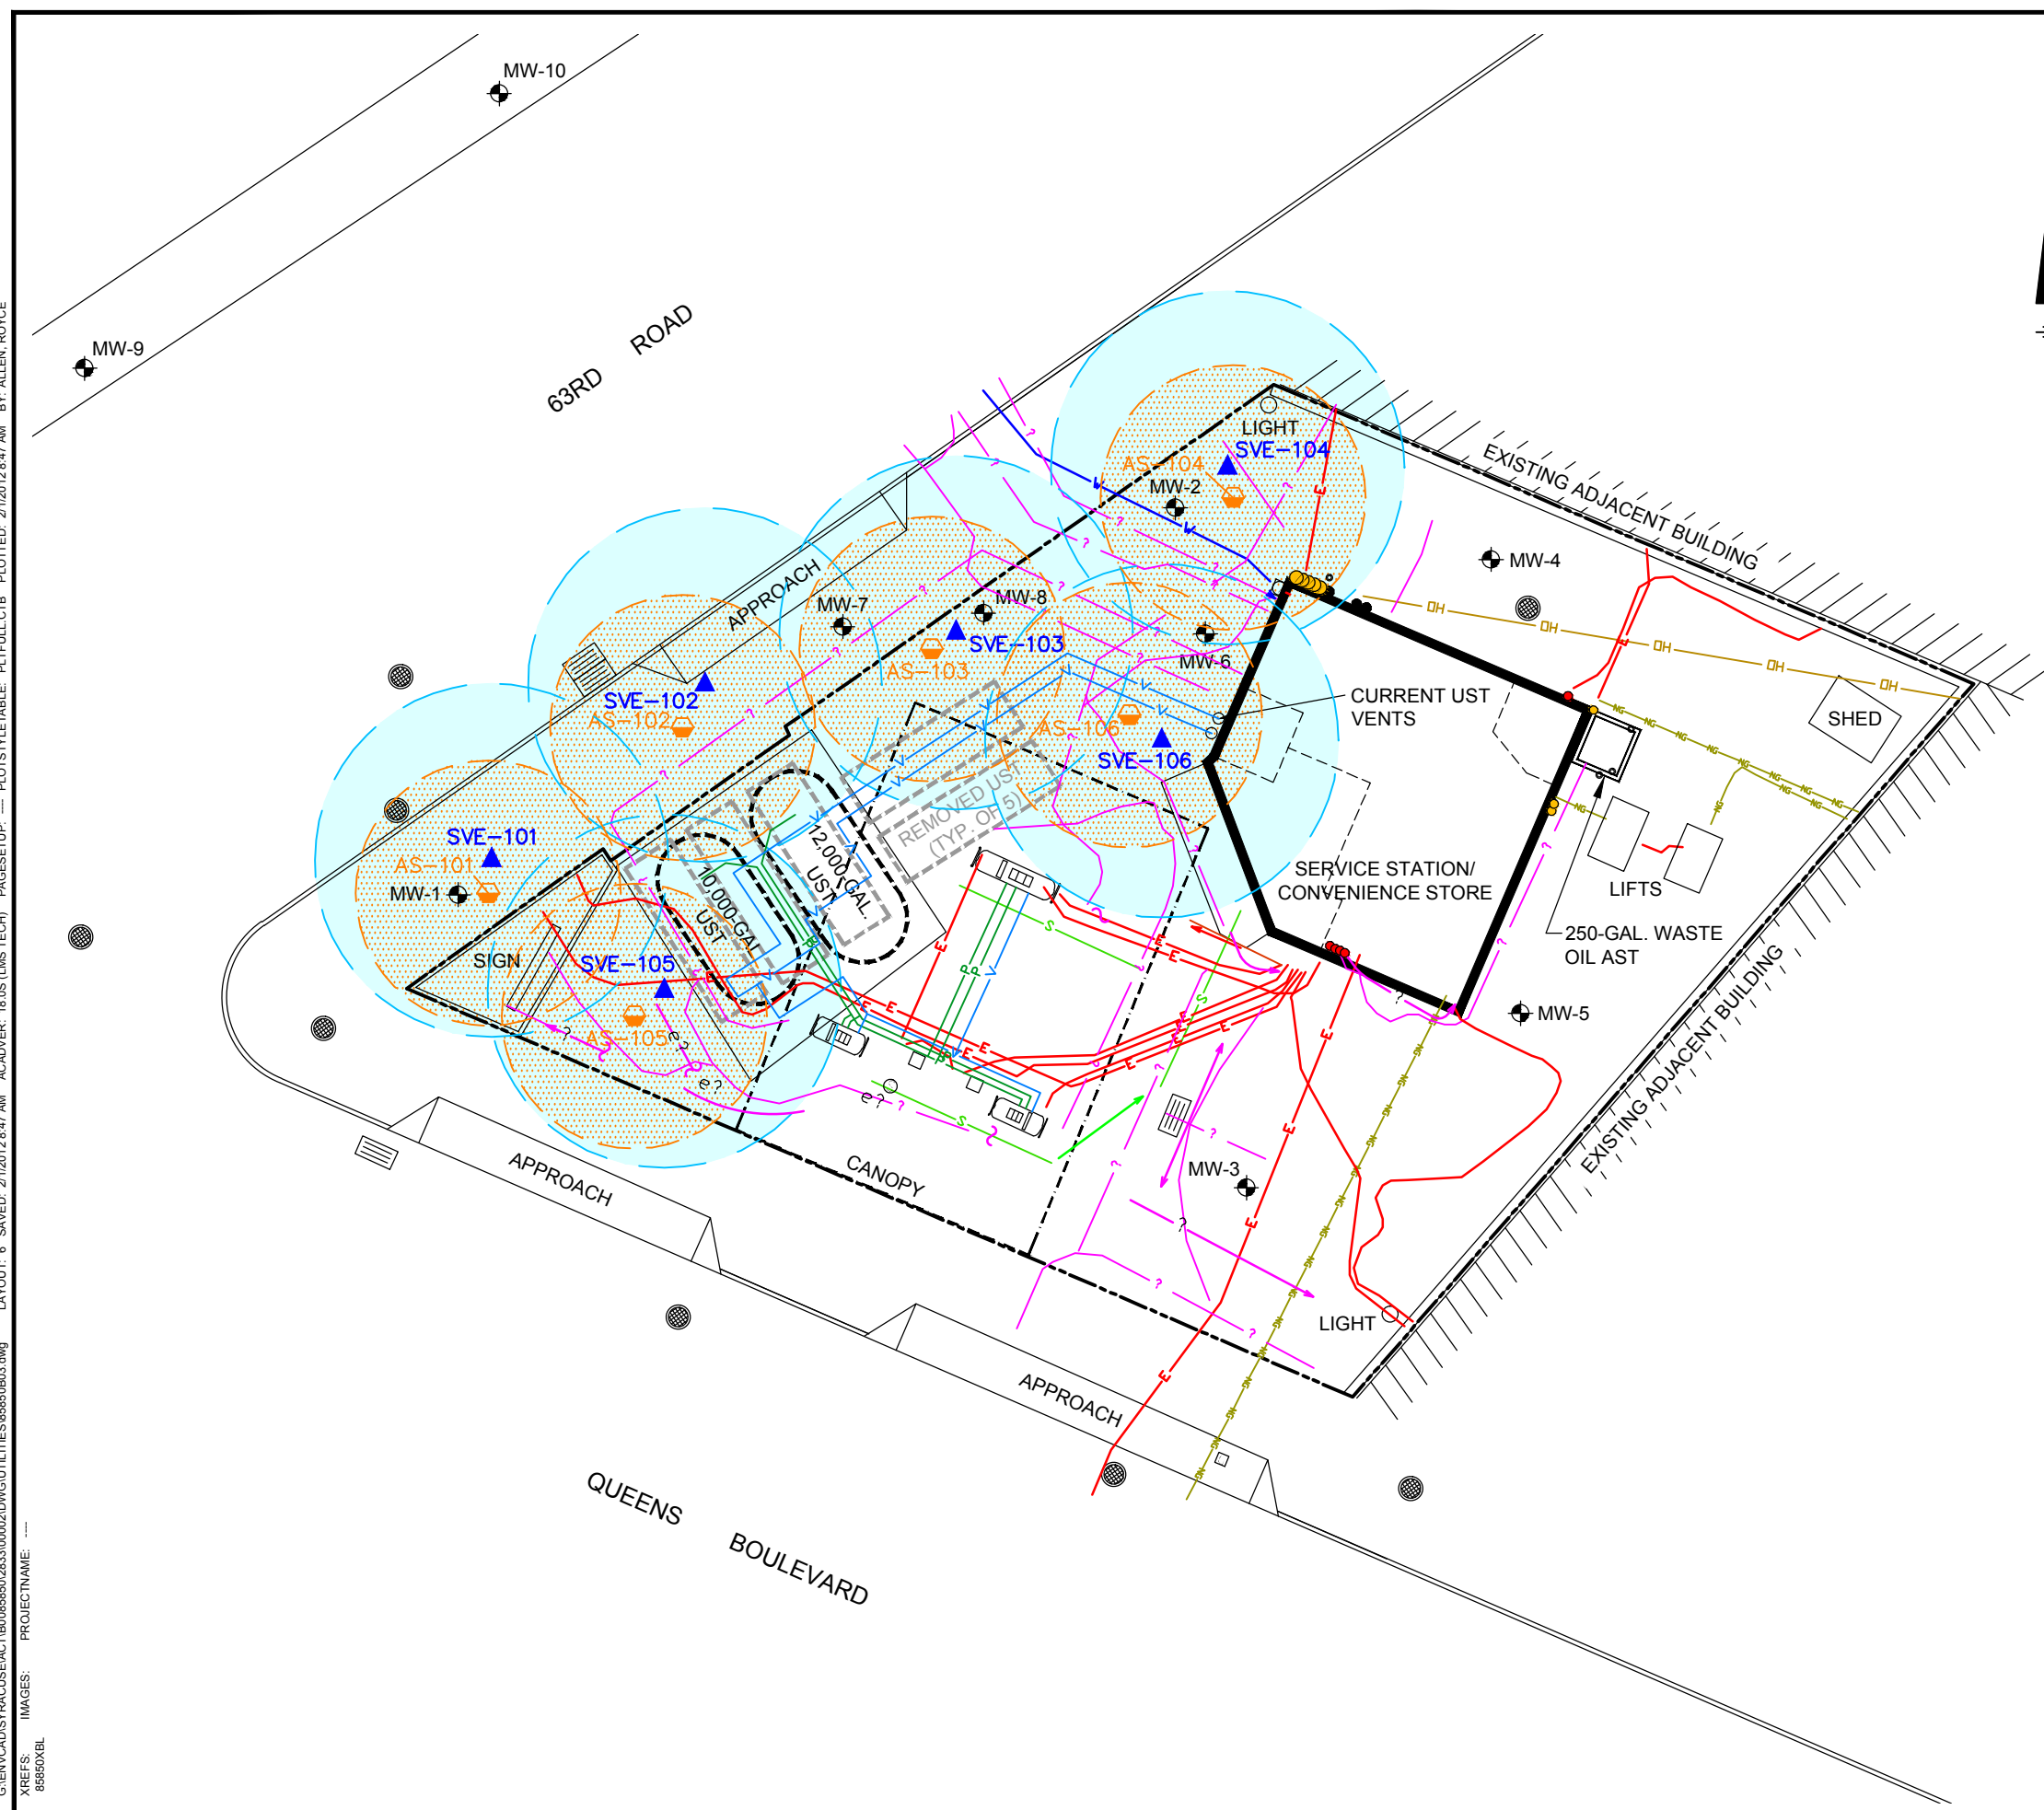 MW-10
MW-9
63RD ROAD
LIGHT
SVE-104
AS-104
MW-2
EXISTING ADJACENT BUILDING
MW-4
APPROACH
MW-7
MW-8
SVE-103
AS-103
MW-6
SVE-102
AS-102
CURRENT UST
VENTS
SHED
AS-106
SVE-106
REMOVED UST
(TYP. OF 5)
SVE-101
AS-101
MW-1
12,000-GAL.
UST
10,000-GAL.
UST
SERVICE STATION/
CONVENIENCE STORE
LIFTS
250-GAL. WASTE
OIL AST
SIGN
SVE-105
AS-105
MW-5
EXISTING ADJACENT BUILDING
MW-3
CANOPY
APPROACH
LIGHT
APPROACH
QUEENS BOULEVARD
XREFS: IMAGES: PROJECTNAME: ----
85850XBL